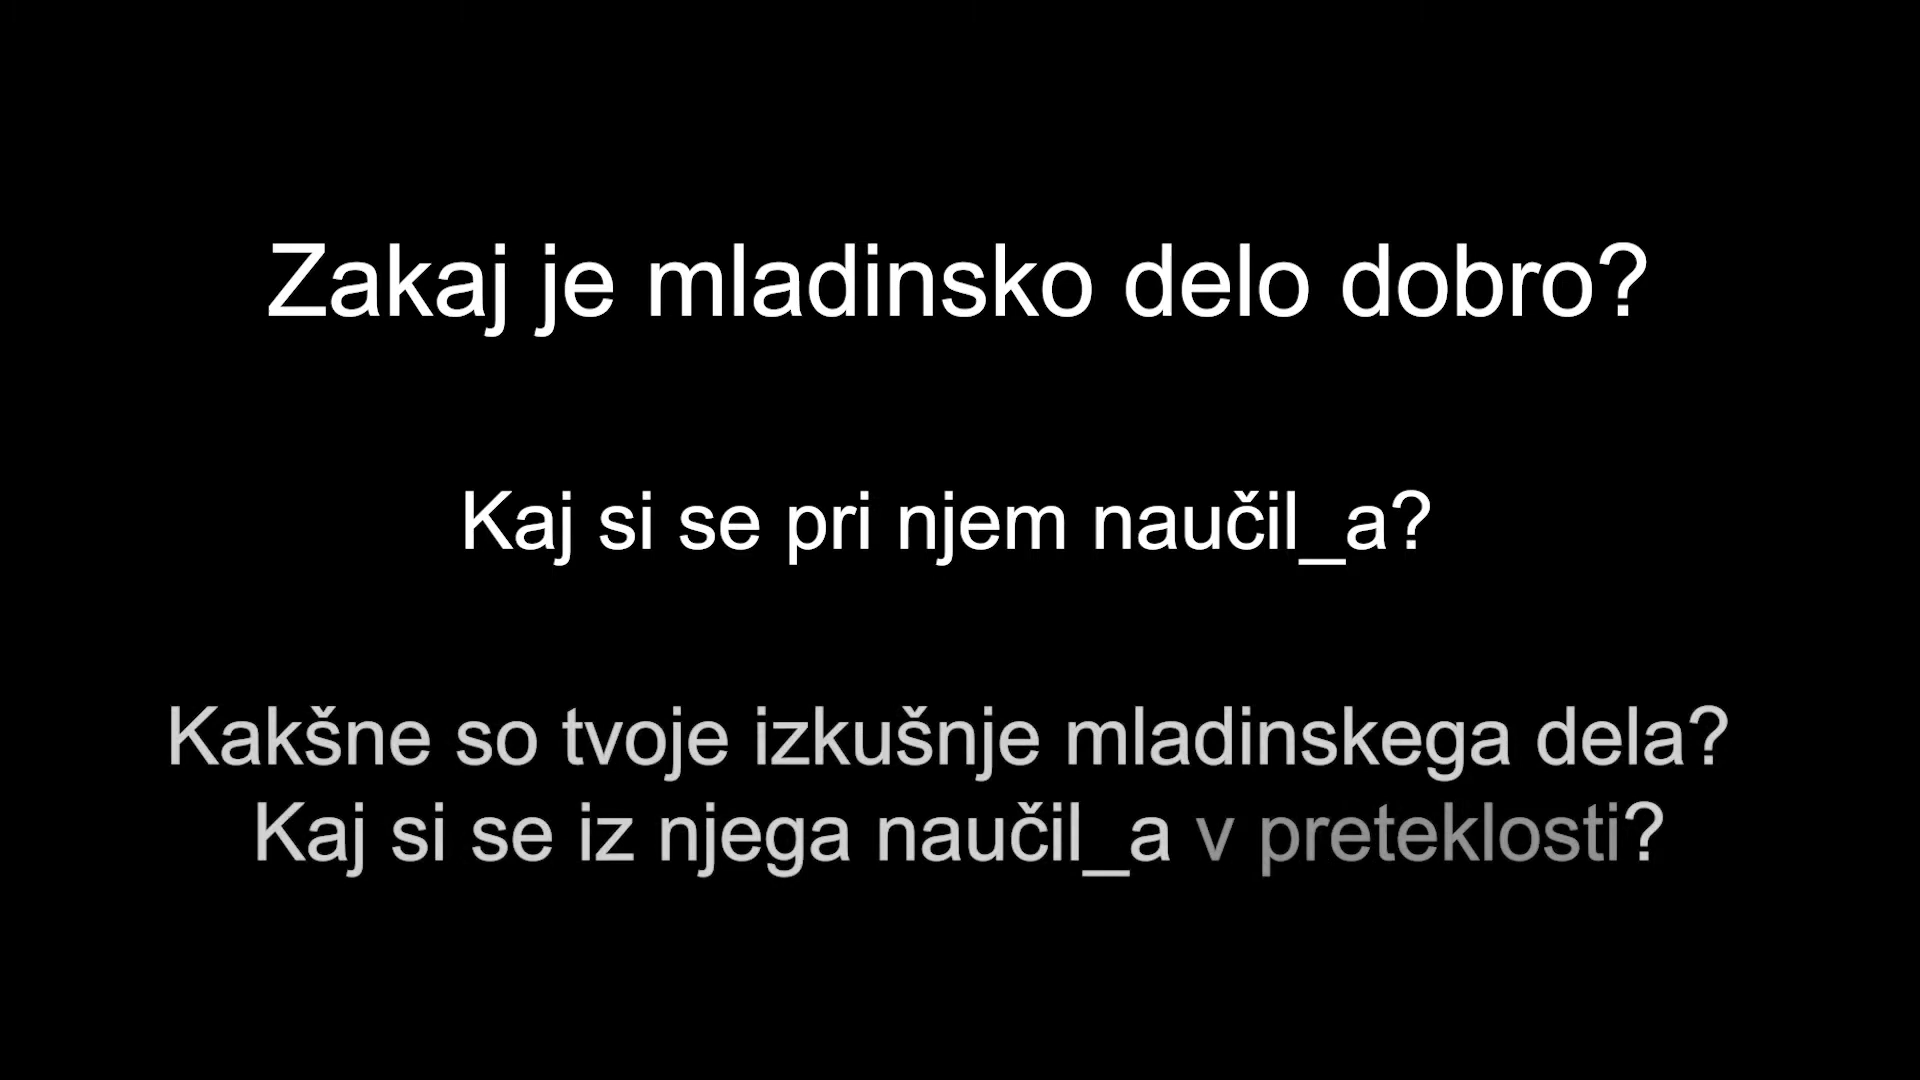 Zakaj je mladinsko delo dobro?
Kaj si se pri njem naučil_a?
Kakšne so tvoje izkušnje mladinskega dela?
Kaj si se iz njega naučil_a v preteklosti?